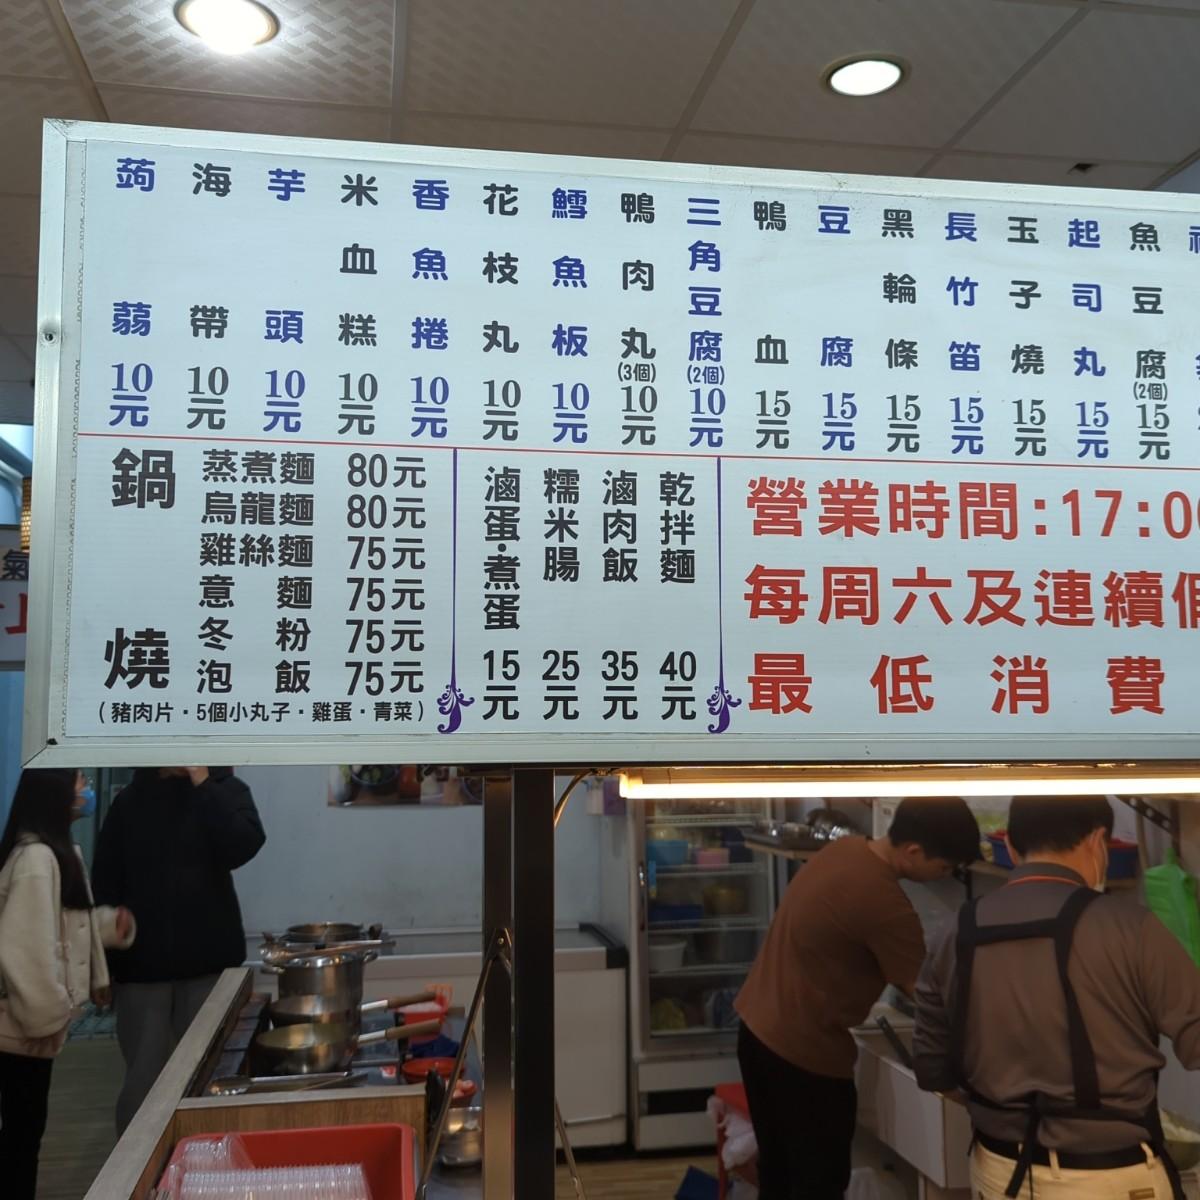 蒟蒻10元
海帶10元
芋頭10元
米血糕10元
香魚捲10元
花枝丸10元
鱈魚板10元
鴨肉丸(3個)10元
三角豆腐(2個)10元
鴨血15元
豆腐15元
黑輪條15元
長竹笛15元
玉子燒15元
起司丸15元
魚豆腐(2個)15元
鍋燒
蒸煮麵 80元
烏龍麵 80元
雞絲麵 75元
意麵 75元
冬粉 75元
泡飯 75元
(豬肉片·5個小丸子·雞蛋·青菜)
滷蛋·煮蛋15元
糯米腸25元
滷肉飯35元
乾拌麵40元
營業時間:17:0
每周六及連續
最低消費
氣